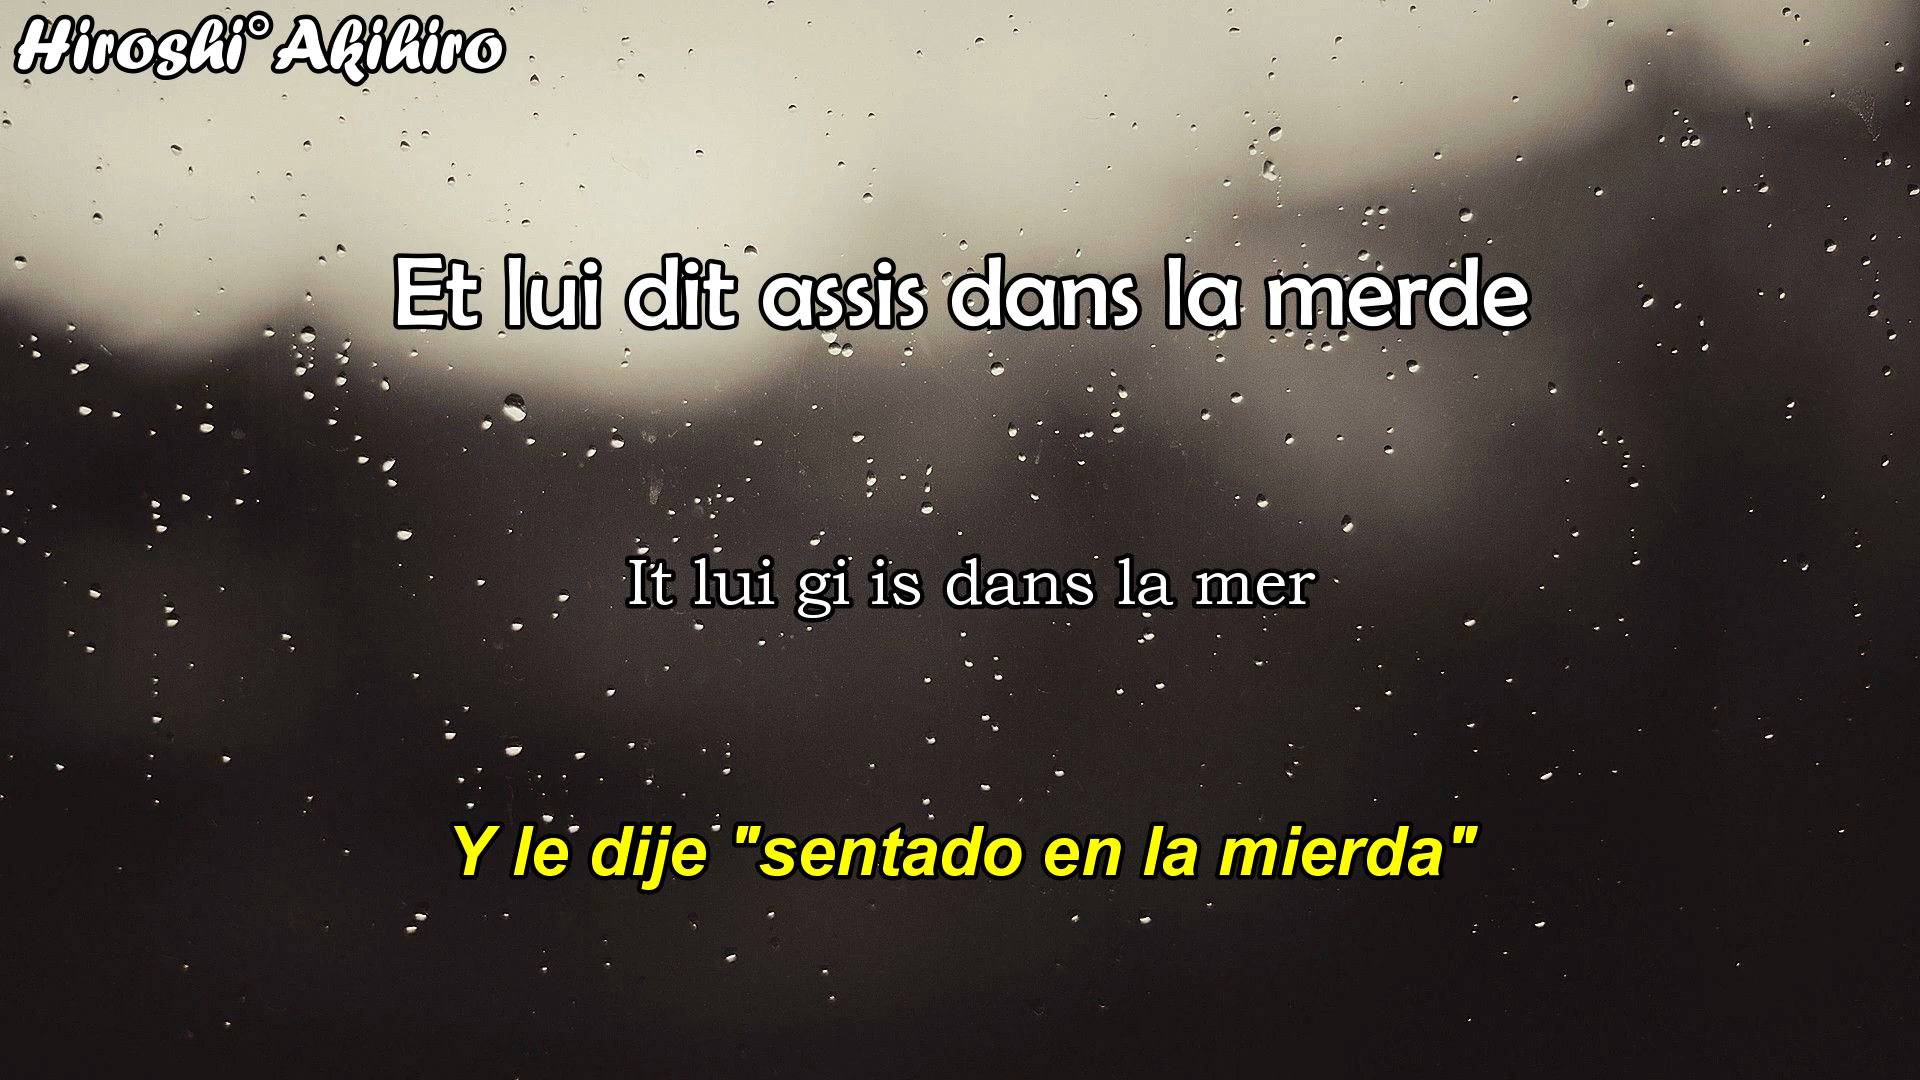 Hiroshi° Akihiro
Et lui dit assis dans la merde
It lui gi is dans la mer
Y le dije "sentado en la mierda"